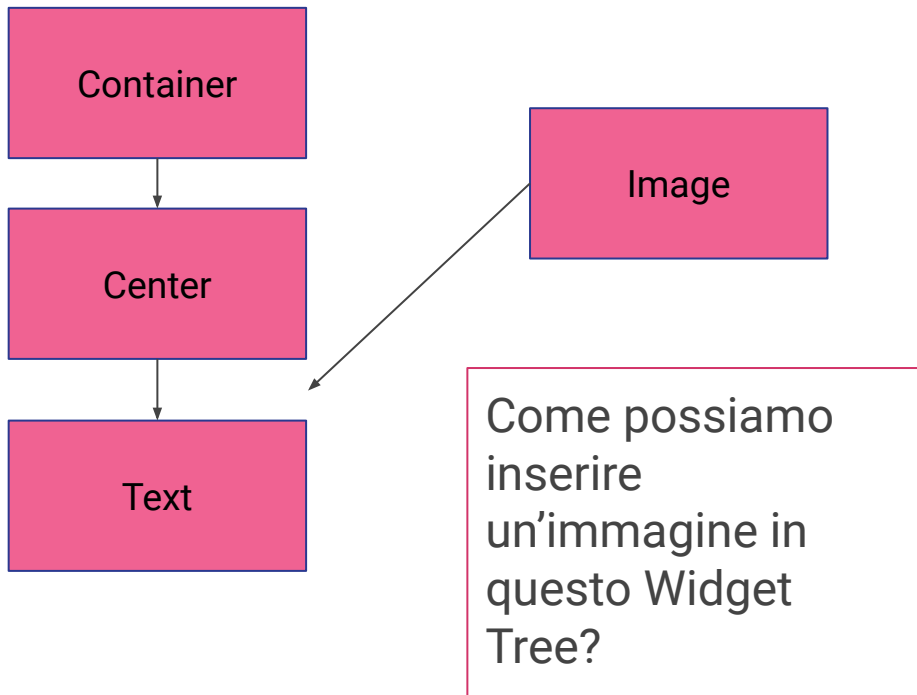 Container
Image
Center
Text
Come possiamo
inserire
un’immagine in
questo Widget
Tree?